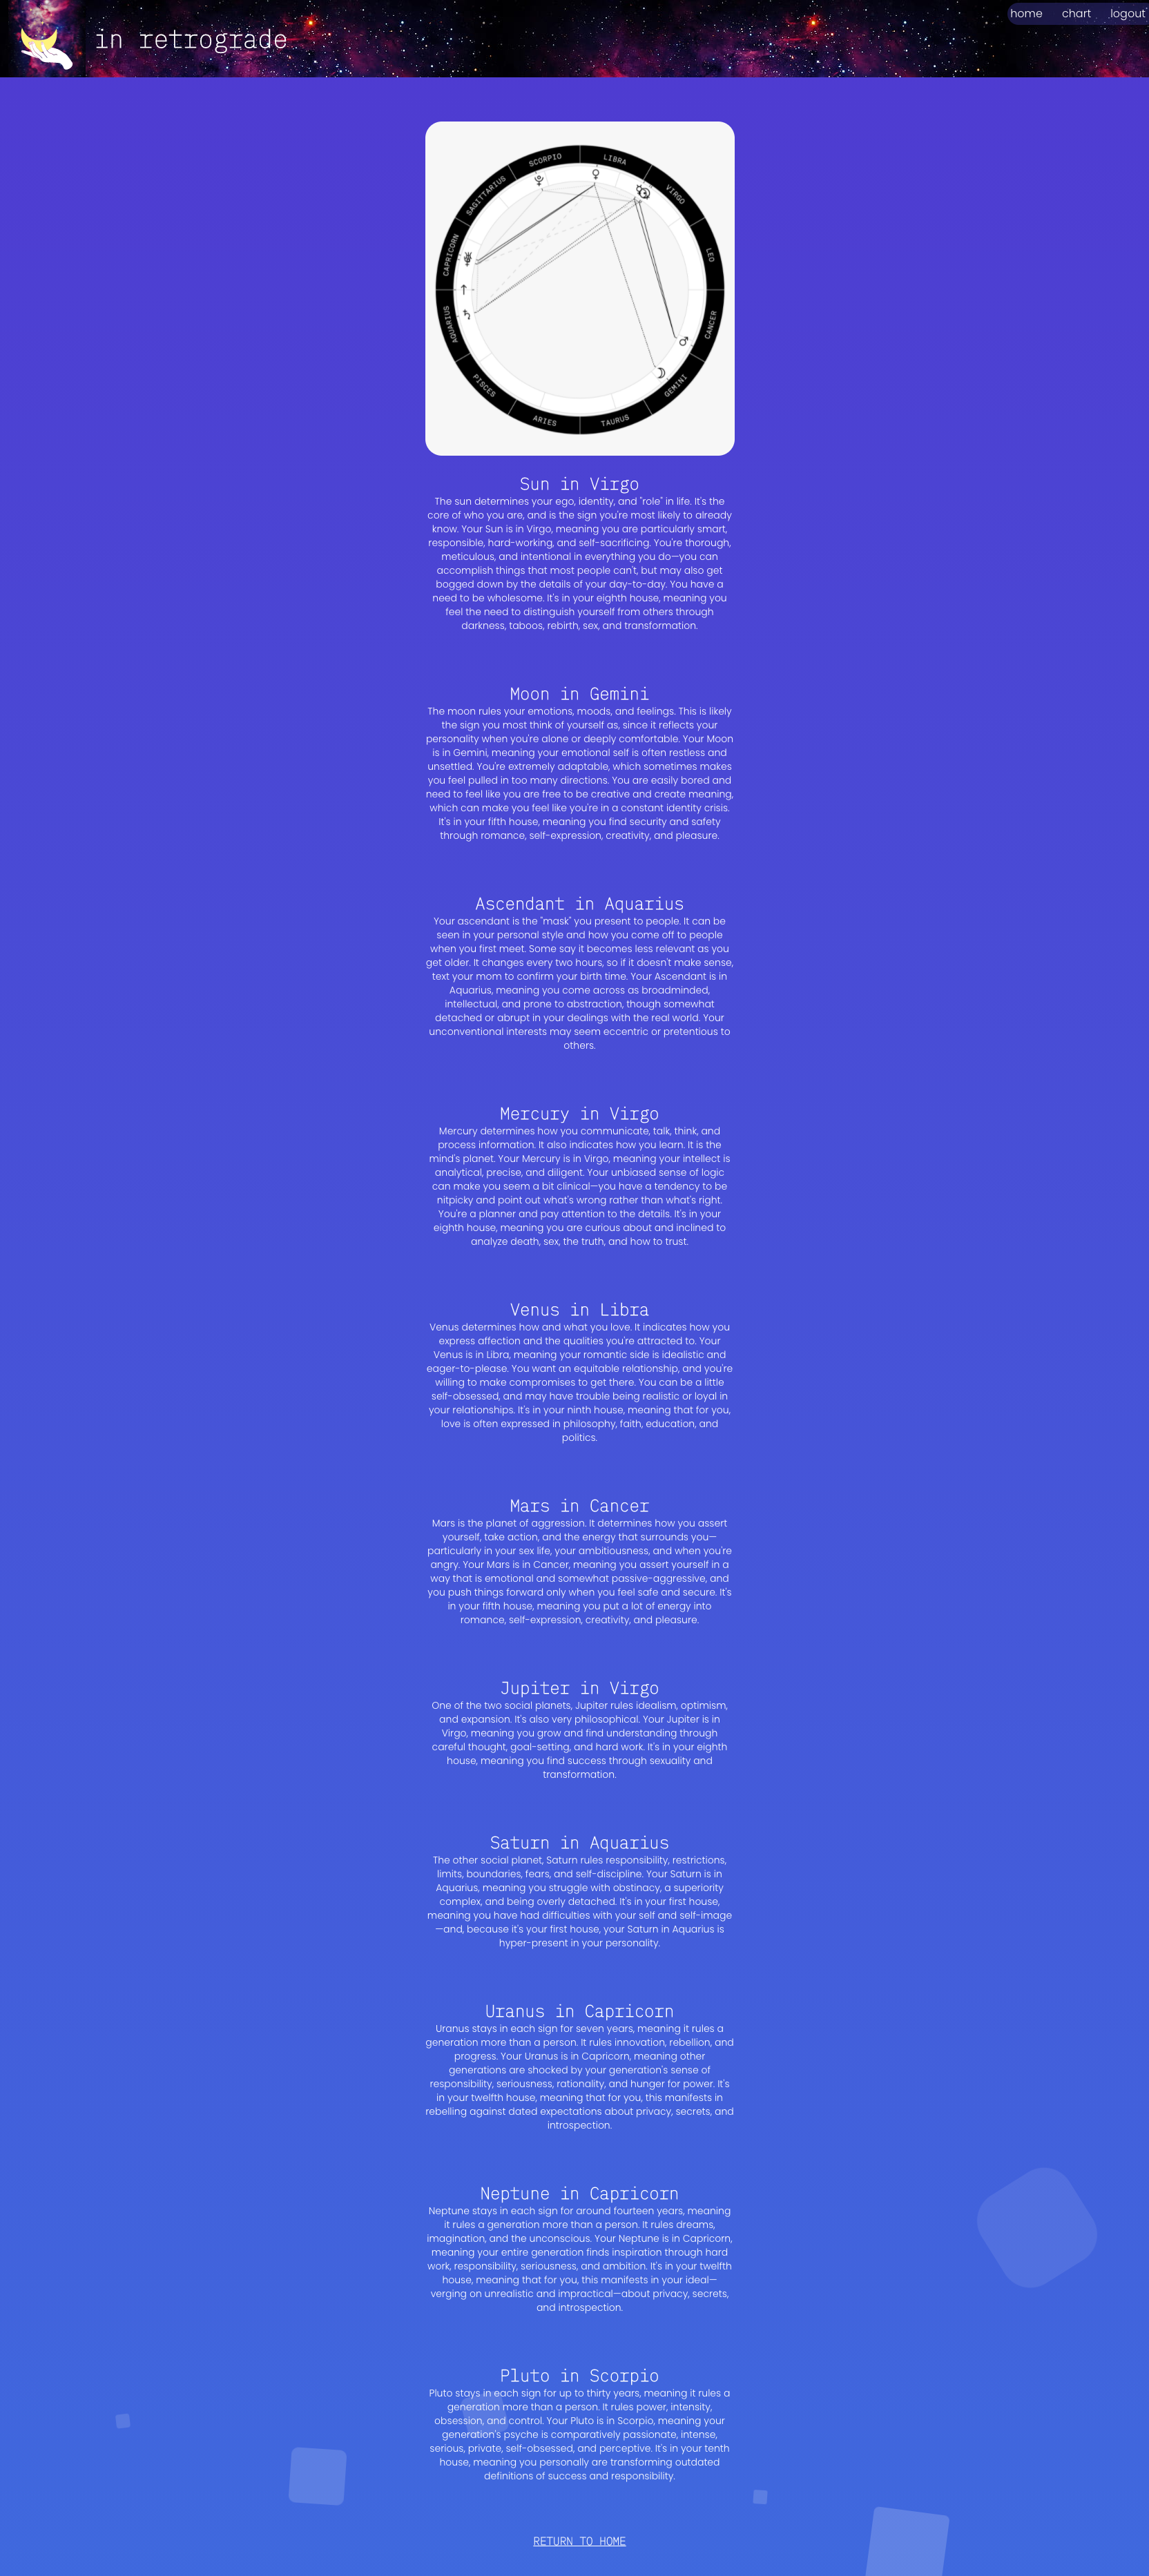 in retrograde
home chart logout
SCORPIO
LIBRA
SAGITTARIUS
VIRGO
CAPRICORN
LEO
AQUARIUS
CANCER
PISCES
GEMINI
ARIES
TAURUS
Sun in Virgo
The sun determines your ego, identity, and "role" in life. It's the
core of who you are, and is the sign you're most likely to already
know. Your Sun is in Virgo, meaning you are particularly smart,
responsible, hard-working, and self-sacrificing. You're thorough,
meticulous, and intentional in everything you do—you can
accomplish things that most people can't, but may also get
bogged down by the details of your day-to-day. You have a
need to be wholesome. It's in your eighth house, meaning you
feel the need to distinguish yourself from others through
darkness, taboos, rebirth, sex, and transformation.
Moon in Gemini
The moon rules your emotions, moods, and feelings. This is likely
the sign you most think of yourself as, since it reflects your
personality when you're alone or deeply comfortable. Your Moon
is in Gemini, meaning your emotional self is often restless and
unsettled. You're extremely adaptable, which sometimes makes
you feel pulled in too many directions. You are easily bored and
need to feel like you are free to be creative and create meaning,
which can make you feel like you're in a constant identity crisis.
It's in your fifth house, meaning you find security and safety
through romance, self-expression, creativity, and pleasure.
Ascendant in Aquarius
Your ascendant is the "mask" you present to people. It can be
seen in your personal style and how you come off to people
when you first meet. Some say it becomes less relevant as you
get older. It changes every two hours, so if it doesn't make sense,
text your mom to confirm your birth time. Your Ascendant is in
Aquarius, meaning you come across as broadminded,
intellectual, and prone to abstraction, though somewhat
detached or abrupt in your dealings with the real world. Your
unconventional interests may seem eccentric or pretentious to
others.
Mercury in Virgo
Mercury determines how you communicate, talk, think, and
process information. It also indicates how you learn. It is the
mind's planet. Your Mercury is in Virgo, meaning your intellect is
analytical, precise, and diligent. Your unbiased sense of logic
can make you seem a bit clinical—you have a tendency to be
nitpicky and point out what's wrong rather than what's right.
You're a planner and pay attention to the details. It's in your
eighth house, meaning you are curious about and inclined to
analyze death, sex, the truth, and how to trust.
Venus in Libra
Venus determines how and what you love. It indicates how you
express affection and the qualities you're attracted to. Your
Venus is in Libra, meaning your romantic side is idealistic and
eager-to-please. You want an equitable relationship, and you're
willing to make compromises to get there. You can be a little
self-obsessed, and may have trouble being realistic or loyal in
your relationships. It's in your ninth house, meaning that for you,
love is often expressed in philosophy, faith, education, and
politics.
Mars in Cancer
Mars is the planet of aggression. It determines how you assert
yourself, take action, and the energy that surrounds you—
particularly in your sex life, your ambitiousness, and when you're
angry. Your Mars is in Cancer, meaning you assert yourself in a
way that is emotional and somewhat passive-aggressive, and
you push things forward only when you feel safe and secure. It's
in your fifth house, meaning you put a lot of energy into
romance, self-expression, creativity, and pleasure.
Jupiter in Virgo
One of the two social planets, Jupiter rules idealism, optimism,
and expansion. It's also very philosophical. Your Jupiter is in
Virgo, meaning you grow and find understanding through
careful thought, goal-setting, and hard work. It's in your eighth
house, meaning you find success through sexuality and
transformation.
Saturn in Aquarius
The other social planet, Saturn rules responsibility, restrictions,
limits, boundaries, fears, and self-discipline. Your Saturn is in
Aquarius, meaning you struggle with obstinacy, a superiority
complex, and being overly detached. It's in your first house,
meaning you have had difficulties with your self and self-image
—and, because it's your first house, your Saturn in Aquarius is
hyper-present in your personality.
Uranus in Capricorn
Uranus stays in each sign for seven years, meaning it rules a
generation more than a person. It rules innovation, rebellion, and
progress. Your Uranus is in Capricorn, meaning other
generations are shocked by your generation's sense of
responsibility, seriousness, rationality, and hunger for power. It's
in your twelfth house, meaning that for you, this manifests in
rebelling against dated expectations about privacy, secrets, and
introspection.
Neptune in Capricorn
Neptune stays in each sign for around fourteen years, meaning
it rules a generation more than a person. It rules dreams,
imagination, and the unconscious. Your Neptune is in Capricorn,
meaning your entire generation finds inspiration through hard
work, responsibility, seriousness, and ambition. It's in your twelfth
house, meaning that for you, this manifests in your ideal—
verging on unrealistic and impractical—about privacy, secrets,
and introspection.
Pluto in Scorpio
Pluto stays in each sign for up to thirty years, meaning it rules a
generation more than a person. It rules power, intensity,
obsession, and control. Your Pluto is in Scorpio, meaning your
generation's psyche is comparatively passionate, intense,
serious, private, self-obsessed, and perceptive. It's in your tenth
house, meaning you personally are transforming outdated
definitions of success and responsibility.
RETURN TO HOME